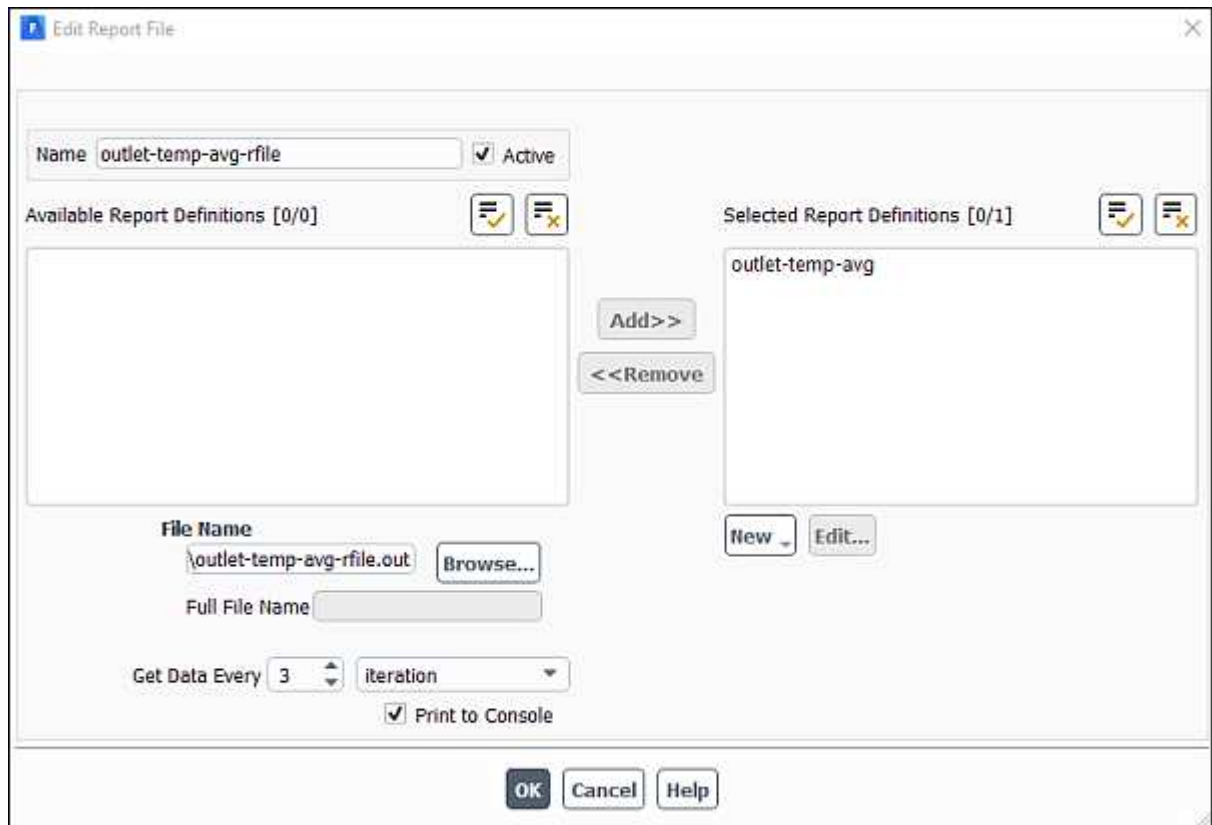 Edit Report File
Name outlet-temp-avg-rfile Active
Available Report Definitions [0/0]
Selected Report Definitions [0/1]
outlet-temp-avg
Add>>
<<Remove
File Name
\outlet-temp-avg-rfile.out Browse...
Full File Name
New Edit...
Get Data Every 3 iteration
Print to Console
OK Cancel Help